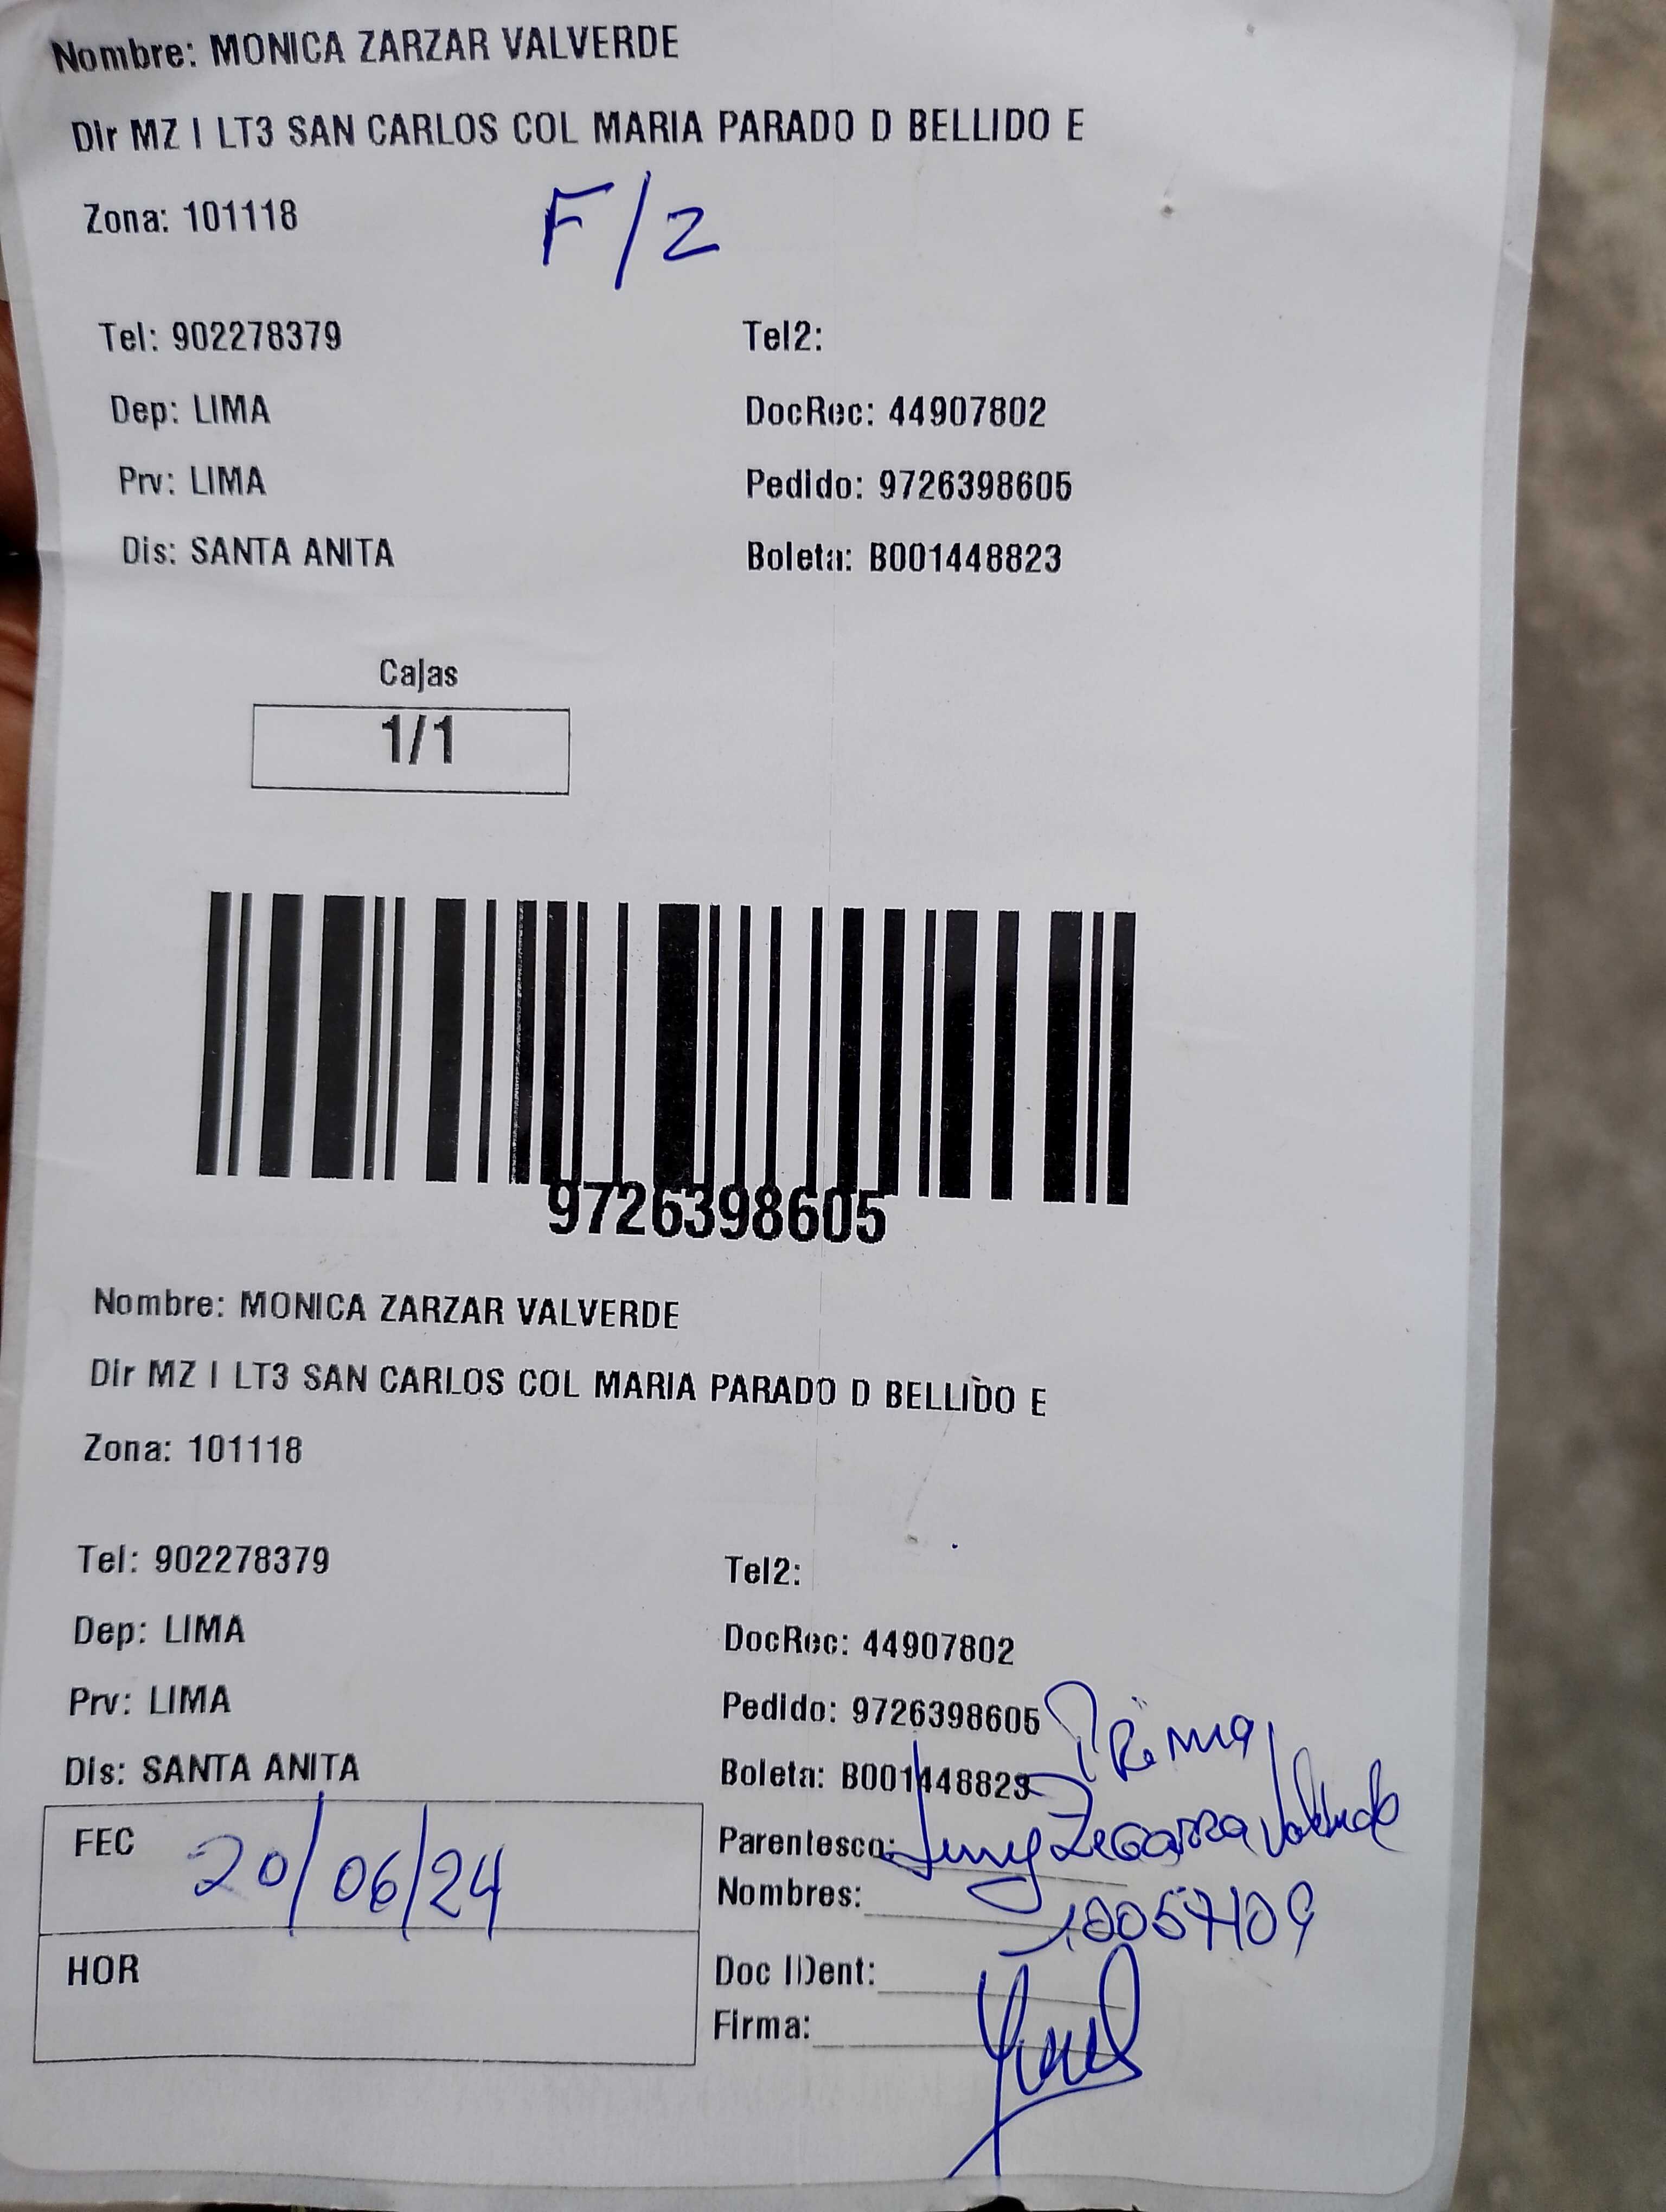 Nombre: MONICA ZARZAR VALVERDE
Dir MZ I LT3 SAN CARLOS COL MARIA PARADO D BELLIDO E
Zona: 101118
F/2
Tel: 902278379 Tel2:
Dep: LIMA DocRec: 44907802
Prv: LIMA Pedido: 9726398605
Dis: SANTA ANITA Boleta: B001448823
Cajas
1/1
9726398605
Nombre: MONICA ZARZAR VALVERDE
Dir MZ I LT3 SAN CARLOS COL MARIA PARADO D BELLIDO E
Zona: 101118
Tel: 902278379 Tel2:
Dep: LIMA DocRec: 44907802
Prv: LIMA Pedido: 9726398605
Prima
Dis: SANTA ANITA Boleta: B001448823
FEC 20/06/24
Parentesco: Zegarra
Nombres:
HOR
Doc IDent:
Firma: